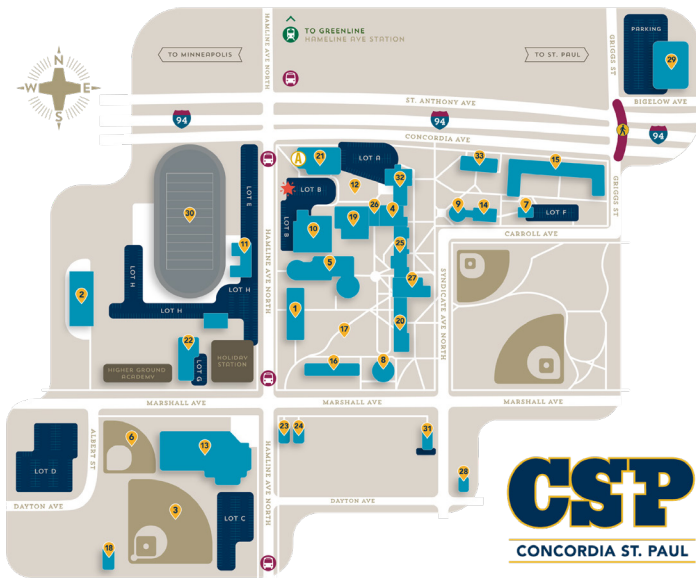 TO GREENLINE
HAMELINE AVE STATION
HAMLINE AVE NORTH
TO MINNEAPOLIS
TO ST. PAUL
GRIGGS ST
PARKING
29
N
W E
S
BIGELOW AVE
ST. ANTHONY AVE
94
94
94
CONCORDIA AVE
A
21
LOT A
33
15
32
LOT E
LOT B
12
GRIGGS ST
30
26
4
9
14
7
LOT F
LOT B
19
10
CARROLL AVE
11
25
5
HAMLINE AVE NORTH
LOT H
27
SYNDICATE AVE NORTH
2
LOT H
LOT H
1
20
17
22
HOLIDAY
STATION
HIGHER GROUND
ACADEMY
LOT G
16
8
MARSHALL AVE
MARSHALL AVE
MARSHALL AVE
ALBERT ST
6
13
HAMLINE AVE NORTH
23
24
31
LOT D
28
DAYTON AVE
DAYTON AVE
3
LOT C
18
CSP
CONCORDIA ST. PAUL